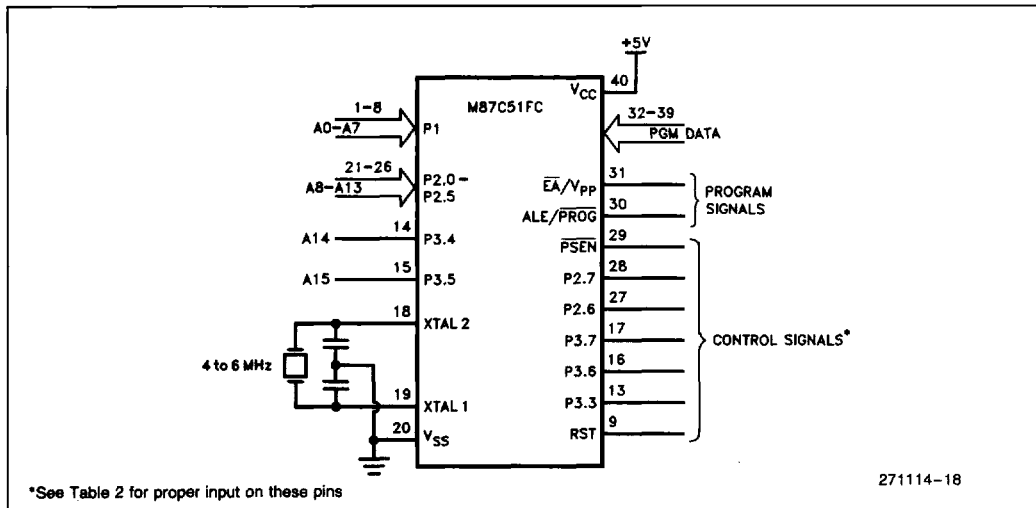 +5V
40
VCC
M87C51FC
1-8
A0-A7
P1
32-39
PGM DATA
21-26
A8-A13
P2.0-
P2.5
31
EA/VPP
PROGRAM
SIGNALS
30
ALE/PROG
14
A14
P3.4
29
PSEN
15
A15
P3.5
28
P2.7
27
P2.6
18
XTAL 2
17
P3.7
CONTROL SIGNALS*
4 to 6 MHz
16
P3.6
19
XTAL 1
13
P3.3
20
VSS
9
RST
*See Table 2 for proper input on these pins
271114-18